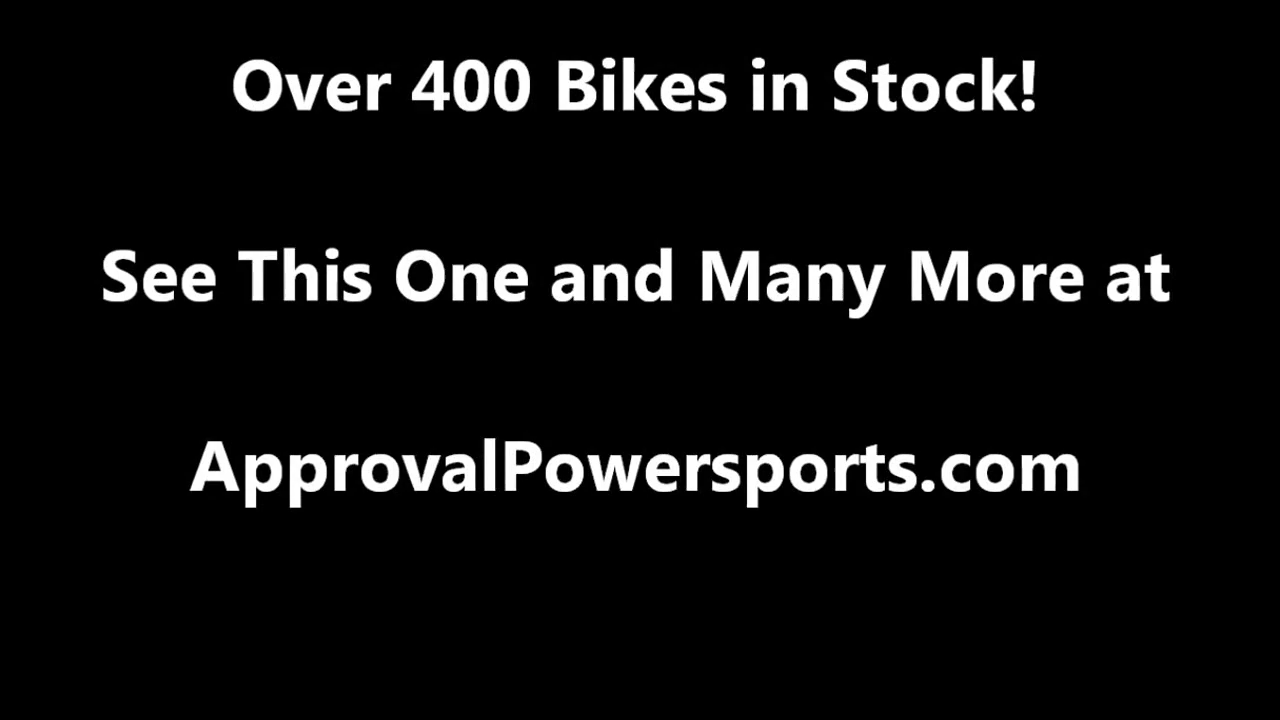 Over 400 Bikes in Stock!
See This One and Many More at
ApprovalPowersports.com